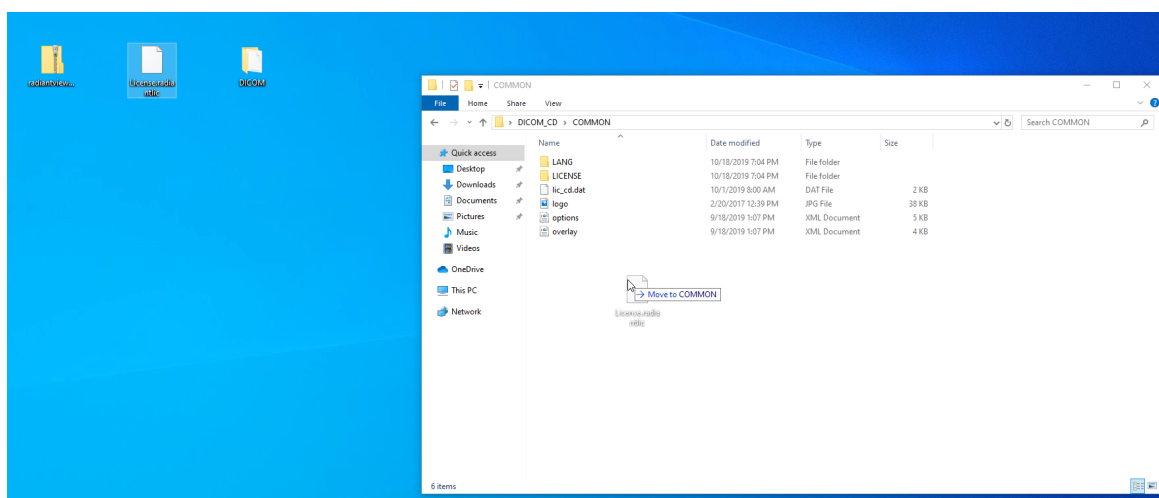 radiantview...
License.radia
ntlic
DICOM
COMMON
File Home Share View
DICOM_CD > COMMON
Search COMMON
Name Date modified Type Size
Quick access
Desktop
Downloads
Documents
Pictures
Music
Videos
OneDrive
This PC
Network
LANG 10/18/2019 7:04 PM File folder
LICENSE 10/18/2019 7:04 PM File folder
lic_cd.dat 10/1/2019 8:00 AM DAT File 2 KB
logo 2/20/2017 12:39 PM JPG File 38 KB
options 9/18/2019 1:07 PM XML Document 5 KB
overlay 9/18/2019 1:07 PM XML Document 4 KB
Move to COMMON
License.radia
ntlic
6 items